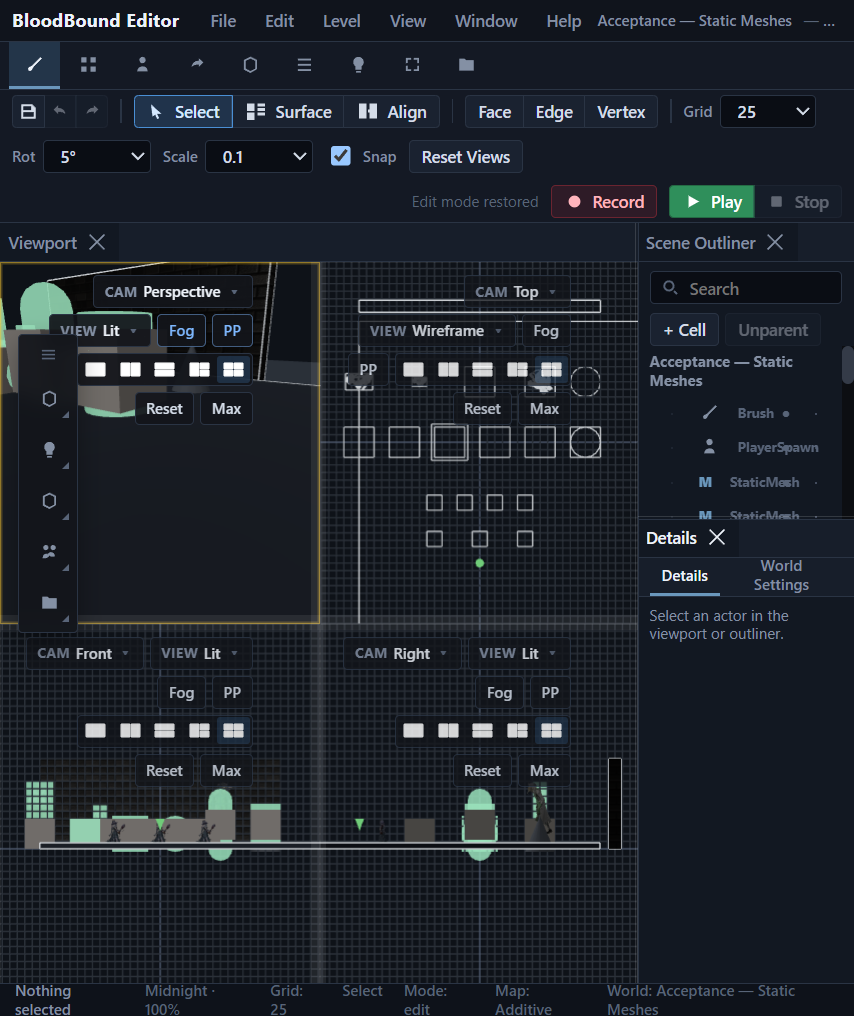 BloodBound Editor File Edit Level View Window Help Acceptance — Static Meshes — ...
Select Surface Align Face Edge Vertex Grid 25
Rot 5° Scale 0.1 Snap Reset Views
Edit mode restored Record Play Stop
Viewport
Scene Outliner
CAM Perspective
VIEW Lit Fog PP
Reset Max
CAM Top
VIEW Wireframe Fog
PP
Reset Max
Search
+ Cell Unparent
Acceptance — Static
Meshes
Brush
PlayerSpawn
M StaticMesh
M StaticMesh
Details
Details World
Settings
Select an actor in the
viewport or outliner.
CAM Front VIEW Lit
Fog PP
Reset Max
CAM Right VIEW Lit
Fog PP
Reset Max
Nothing
selected
Midnight ·
100%
Grid:
25
Select
Mode:
edit
Map:
Additive
World: Acceptance — Static
Meshes